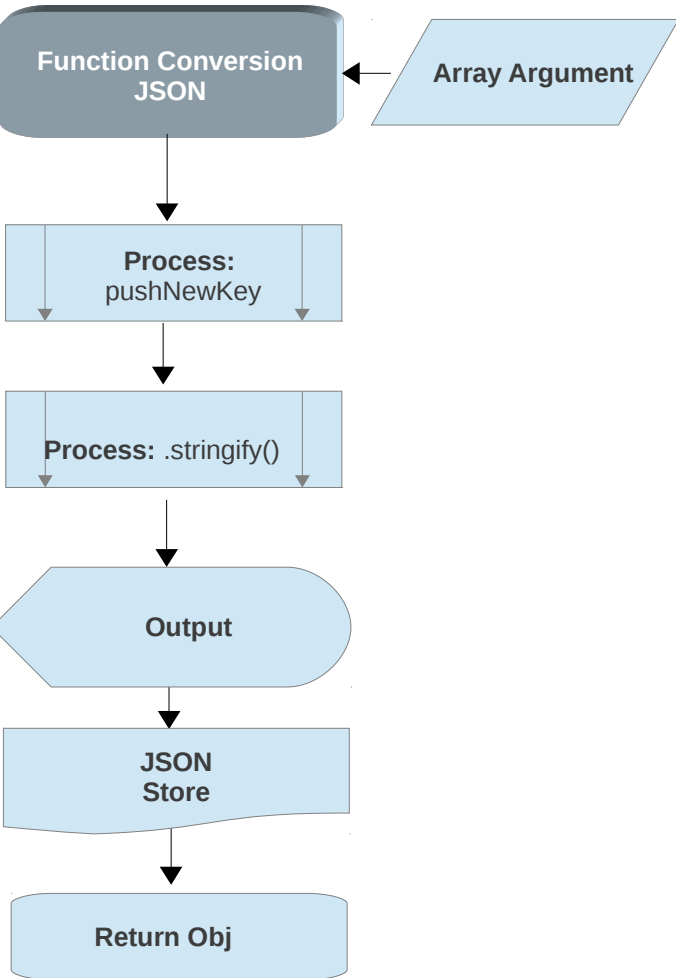 Function Conversion
JSON
Array Argument
Process:
pushNewKey
Process: .stringify()
Output
JSON
Store
Return Obj